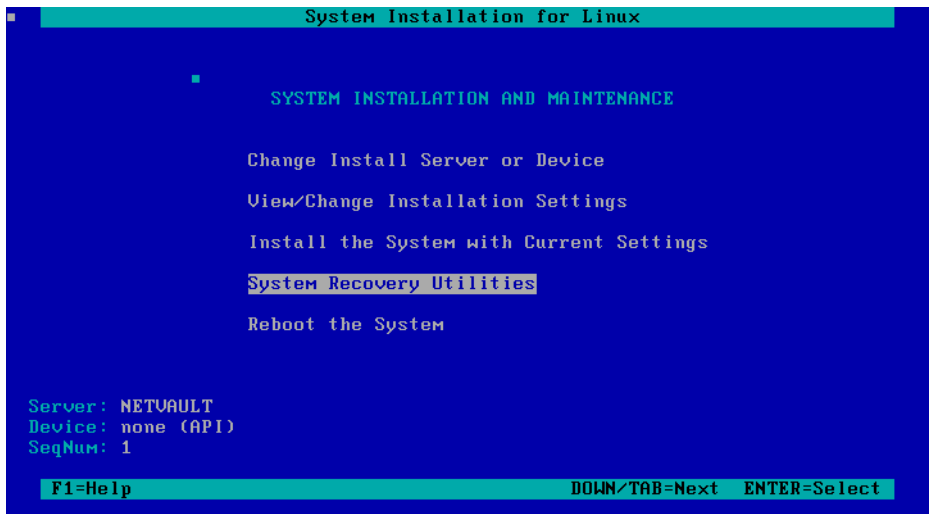 System Installation for Linux
SYSTEM INSTALLATION AND MAINTENANCE
Change Install Server or Device
View/Change Installation Settings
Install the System with Current Settings
System Recovery Utilities
Reboot the System
Server: NETVAULT
Device: none (API)
SeqNum: 1
F1=Help DOWN/TAB=Next ENTER=Select